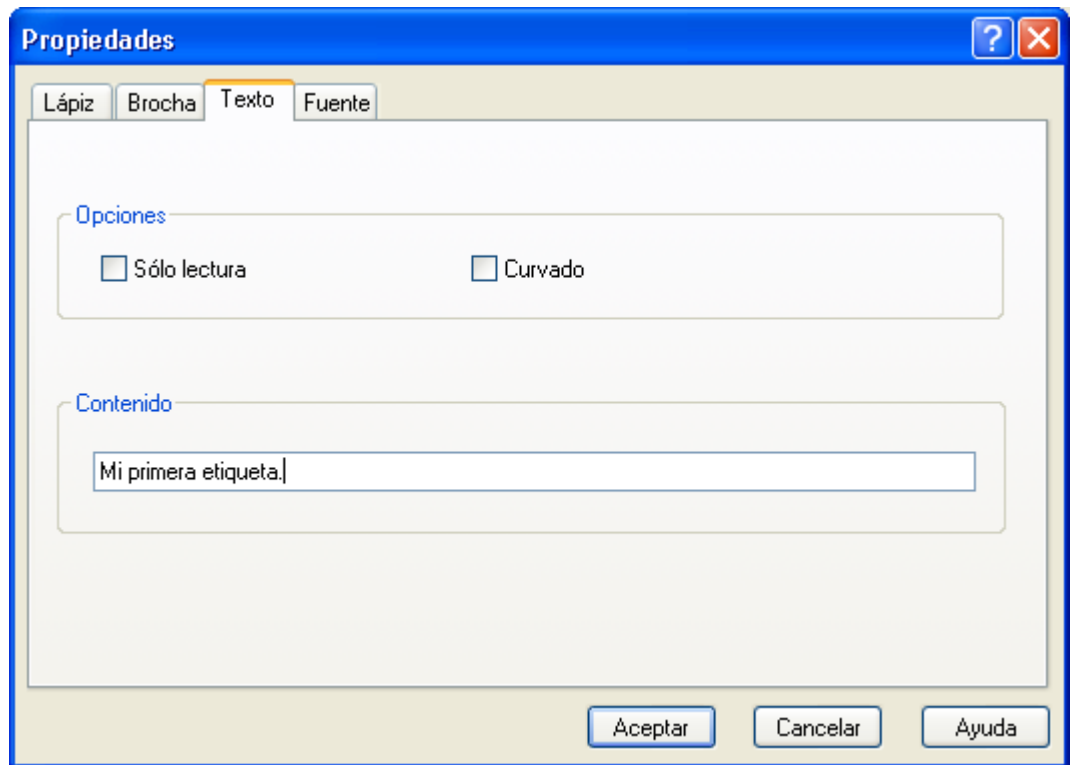 Propiedades
?
Lápiz Brocha Texto Fuente
Opciones
Sólo lectura Curvado
Contenido
Mi primera etiqueta.
Aceptar Cancelar Ayuda